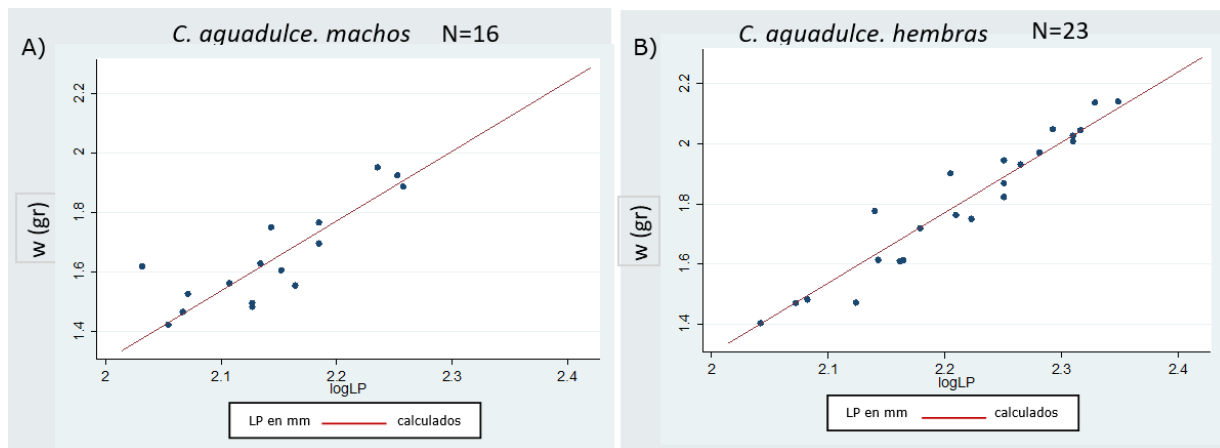 A) C. aguadulce. machos N=16
w (gr)
2.2
2
1.8
1.6
1.4
2 2.1 2.2 2.3 2.4
logLP
LP en mm calculados
B) C. aguadulce. hembras N=23
w (gr)
2.2
2
1.8
1.6
1.4
2 2.1 2.2 2.3 2.4
logLP
LP en mm calculados